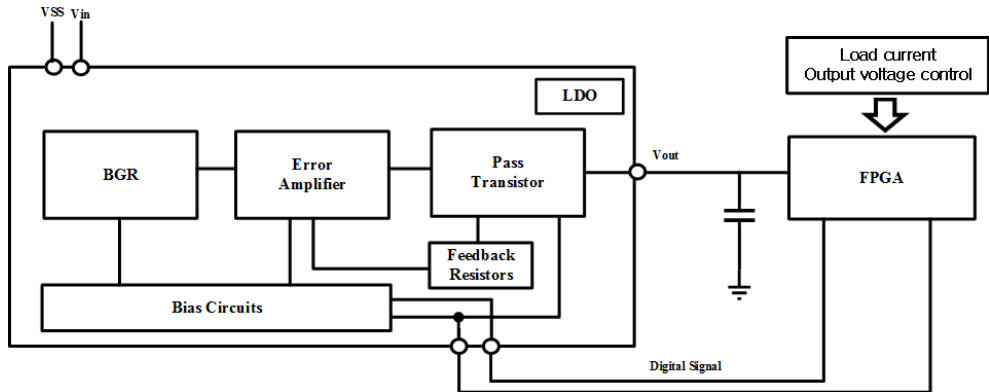 VSS
Vin
Load current
Output voltage control
LDO
BGR
Error
Amplifier
Pass
Transistor
Vout
FPGA
Feedback
Resistors
Bias Circuits
Digital Signal